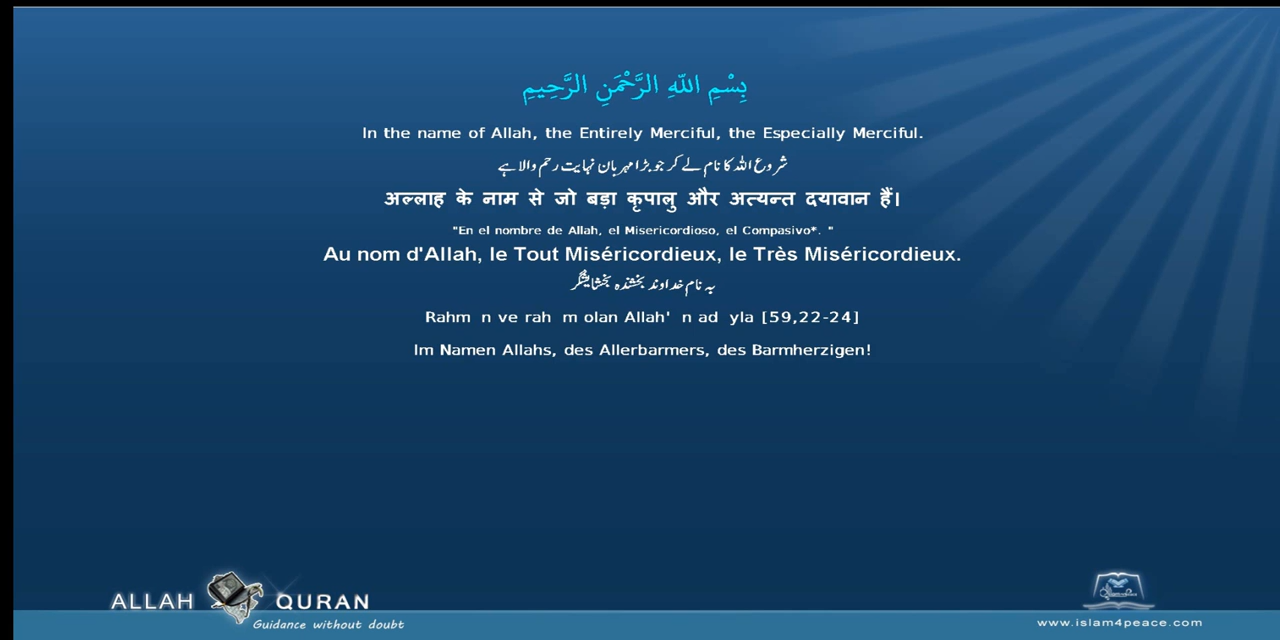 بِسْمِ اللّهِ الرَّحْمَنِ الرَّحِيمِ
In the name of Allah, the Entirely Merciful, the Especially Merciful.
شروع الله کا نام لے کر جو بڑا مہربان نہایت رحم والا ہے
अल्लाह के नाम से जो बड़ा कृपालु और अत्यन्त दयावान हैं।
"En el nombre de Allah, el Misericordioso, el Compasivo*. "
Au nom d'Allah, le Tout Miséricordieux, le Très Miséricordieux.
به نام خداوند بخشنده بخشایشگر
Rahm n ve rah m olan Allah' n ad yla [59,22-24]
Im Namen Allahs, des Allerbarmers, des Barmherzigen!
ALLAH QURAN
Guidance without doubt
www.islam4peace.com